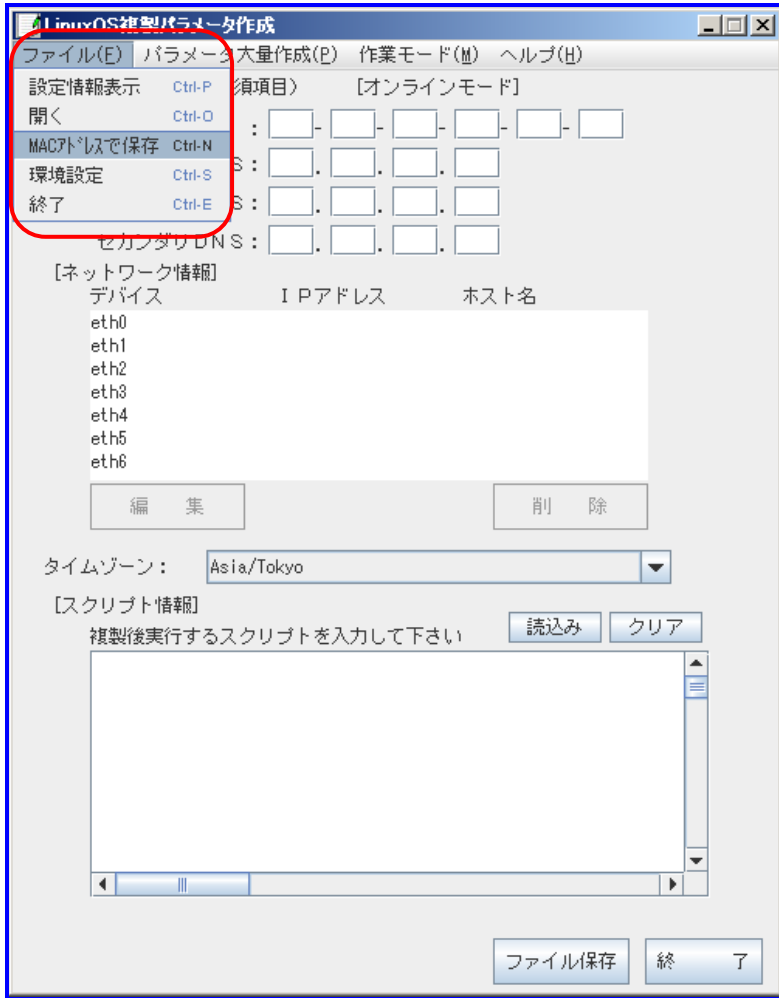 LinuxOS複製パラメータ作成
ファイル(F) パラメータ大量作成(P) 作業モード(M) ヘルプ(H)
設定情報表示 Ctrl-P 須項目) [オンラインモード]
開く Ctrl-O : - - - - -
MACアドレスで保存 Ctrl-N
環境設定 Ctrl-S S: . . .
終了 Ctrl-E S: . . .
セカンダリDNS: . . .
[ネットワーク情報]
デバイス IPアドレス ホスト名
eth0
eth1
eth2
eth3
eth4
eth5
eth6
編 集 削 除
タイムゾーン: Asia/Tokyo
[スクリプト情報]
複製後実行するスクリプトを入力して下さい 読込み クリア
ファイル保存 終 了